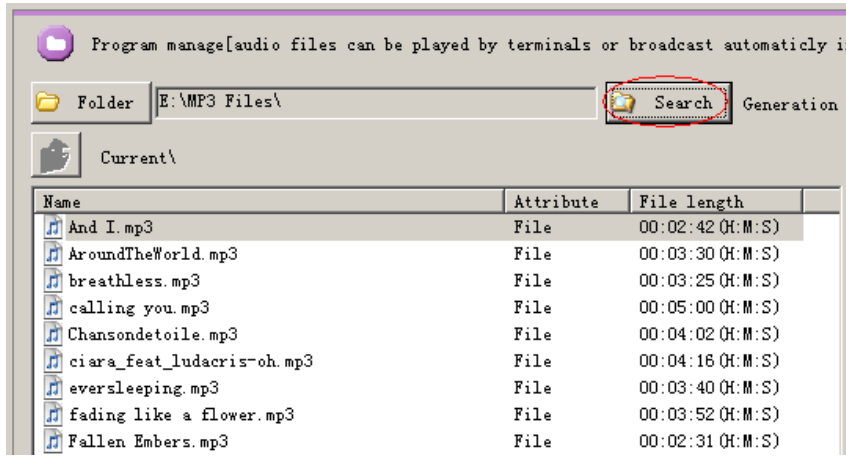 Program manage[audio files can be played by terminals or broadcast automaticly i
Folder E:\MP3 Files\ Search Generation
Current\
Name Attribute File length
And I.mp3 File 00:02:42(H:M:S)
AroundTheWorld.mp3 File 00:03:30(H:M:S)
breathless.mp3 File 00:03:25(H:M:S)
calling you.mp3 File 00:05:00(H:M:S)
Chansondetoile.mp3 File 00:04:02(H:M:S)
ciara_feat_ludacris-oh.mp3 File 00:04:16(H:M:S)
eversleeping.mp3 File 00:03:40(H:M:S)
fading like a flower.mp3 File 00:03:52(H:M:S)
Fallen Embers.mp3 File 00:02:31(H:M:S)